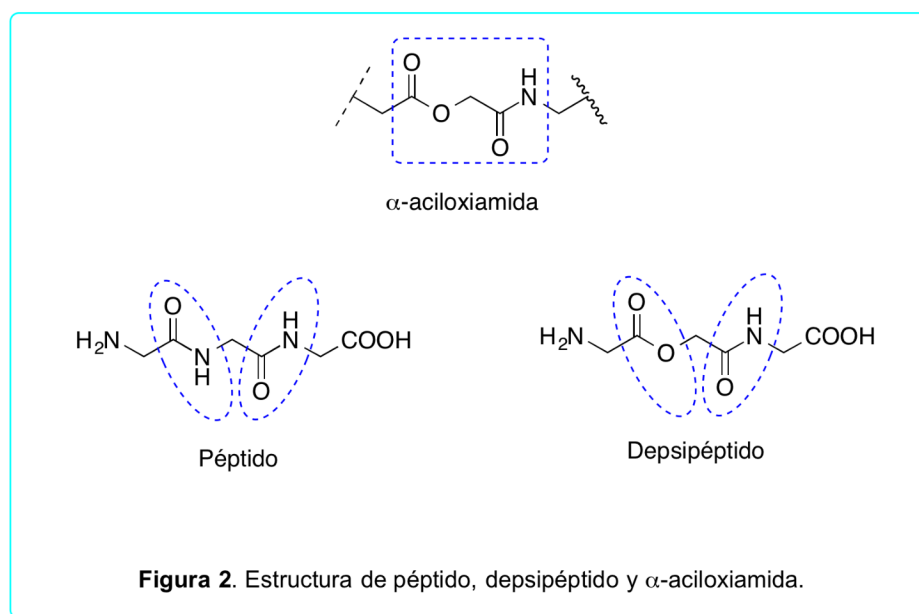 O
H
N
O
O
α-aciloxiamida
O
H
N
H₂N
N
H
O
COOH
Péptido
O
H
N
H₂N
O
O
COOH
Depsipéptido
Figura 2. Estructura de péptido, depsipéptido y α-aciloxiamida.